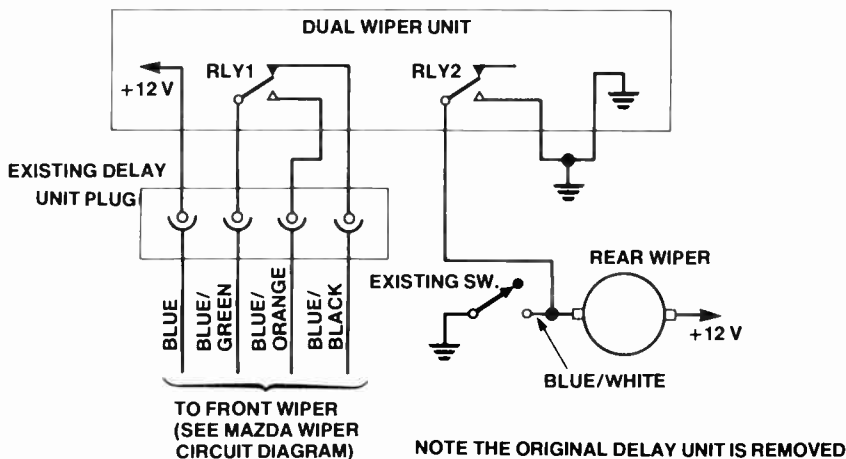 DUAL WIPER UNIT
+12 V
RLY1
RLY2
EXISTING DELAY
UNIT PLUG
BLUE
BLUE/
GREEN
BLUE/
ORANGE
BLUE/
BLACK
EXISTING SW.
REAR WIPER
+12 V
BLUE/WHITE
TO FRONT WIPER
(SEE MAZDA WIPER
CIRCUIT DIAGRAM)
NOTE THE ORIGINAL DELAY UNIT IS REMOVED